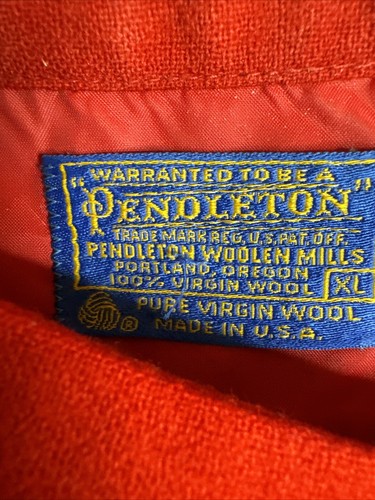 WARRANTED TO BE A
"PENDLETON"
TRADE MARK REG. U.S. PAT. OFF.
PENDLETON WOOLEN MILLS
PORTLAND, OREGON
100% VIRGIN WOOL XL
PURE VIRGIN WOOL
® MADE IN U.S.A.